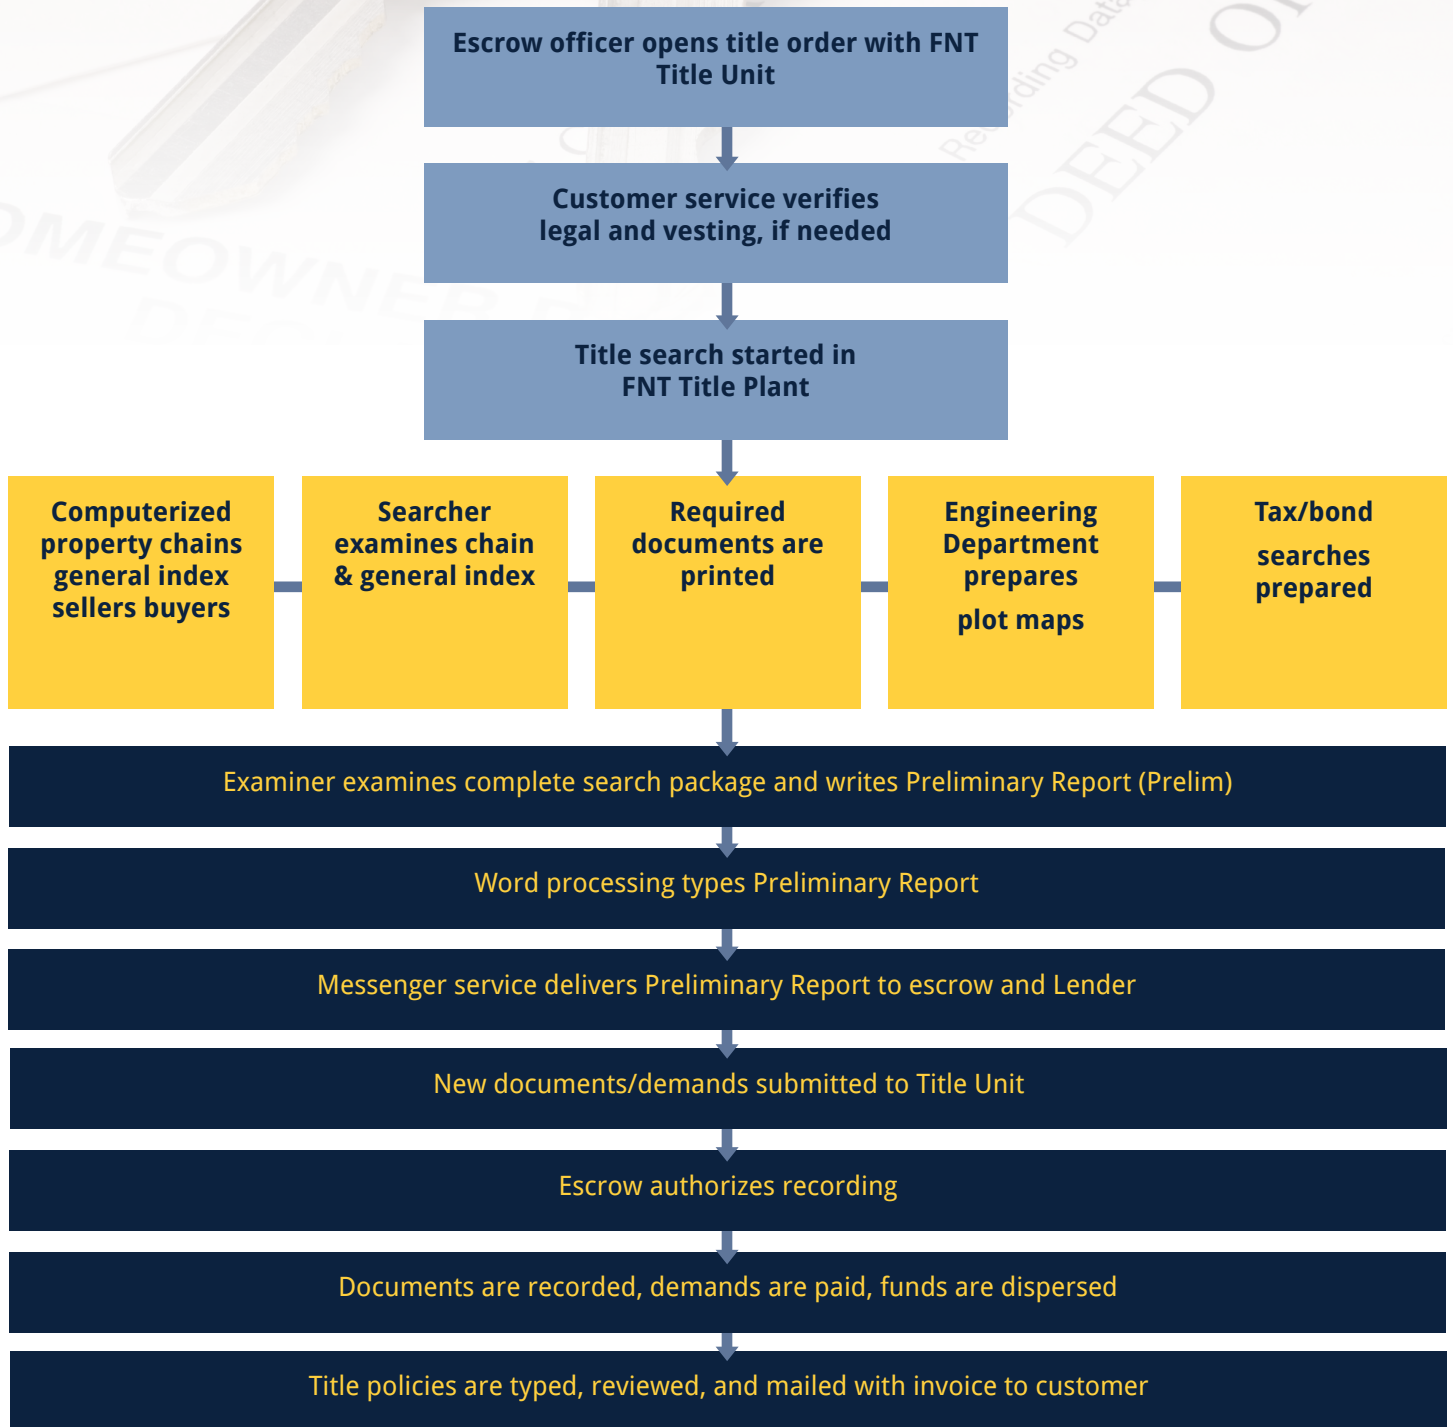 Recording Data
DEED OF
HOMEOWNER
Escrow officer opens title order with FNT
Title Unit
Customer service verifies
legal and vesting, if needed
Title search started in
FNT Title Plant
Computerized
property chains
general index
sellers buyers
Searcher
examines chain
& general index
Required
documents are
printed
Engineering
Department
prepares
plot maps
Tax/bond
searches
prepared
Examiner examines complete search package and writes Preliminary Report (Prelim)
Word processing types Preliminary Report
Messenger service delivers Preliminary Report to escrow and Lender
New documents/demands submitted to Title Unit
Escrow authorizes recording
Documents are recorded, demands are paid, funds are dispersed
Title policies are typed, reviewed, and mailed with invoice to customer